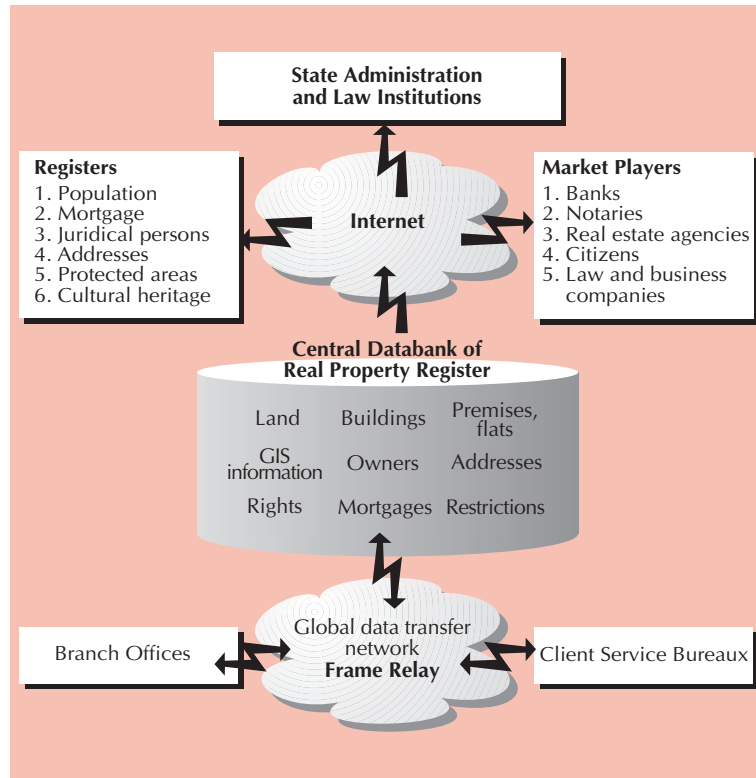 State Administration
and Law Institutions
Registers
1. Population
2. Mortgage
3. Juridical persons
4. Addresses
5. Protected areas
6. Cultural heritage
Internet
Market Players
1. Banks
2. Notaries
3. Real estate agencies
4. Citizens
5. Law and business
companies
Central Databank of
Real Property Register
Land
Buildings
Premises,
flats
GIS
information
Owners
Addresses
Rights
Mortgages
Restrictions
Branch Offices
Global data transfer
network
Frame Relay
Client Service Bureaux